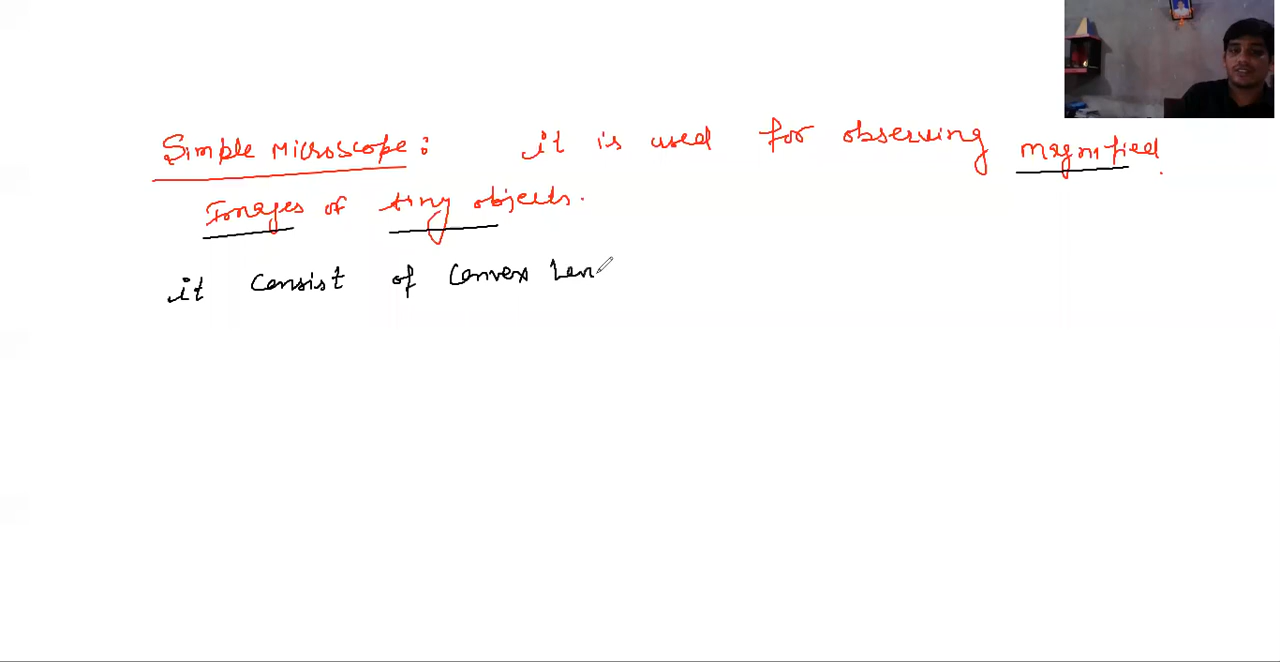 Simple Microscope: it is used for observing magnified
Images of tiny objects.
it consist of convex Len